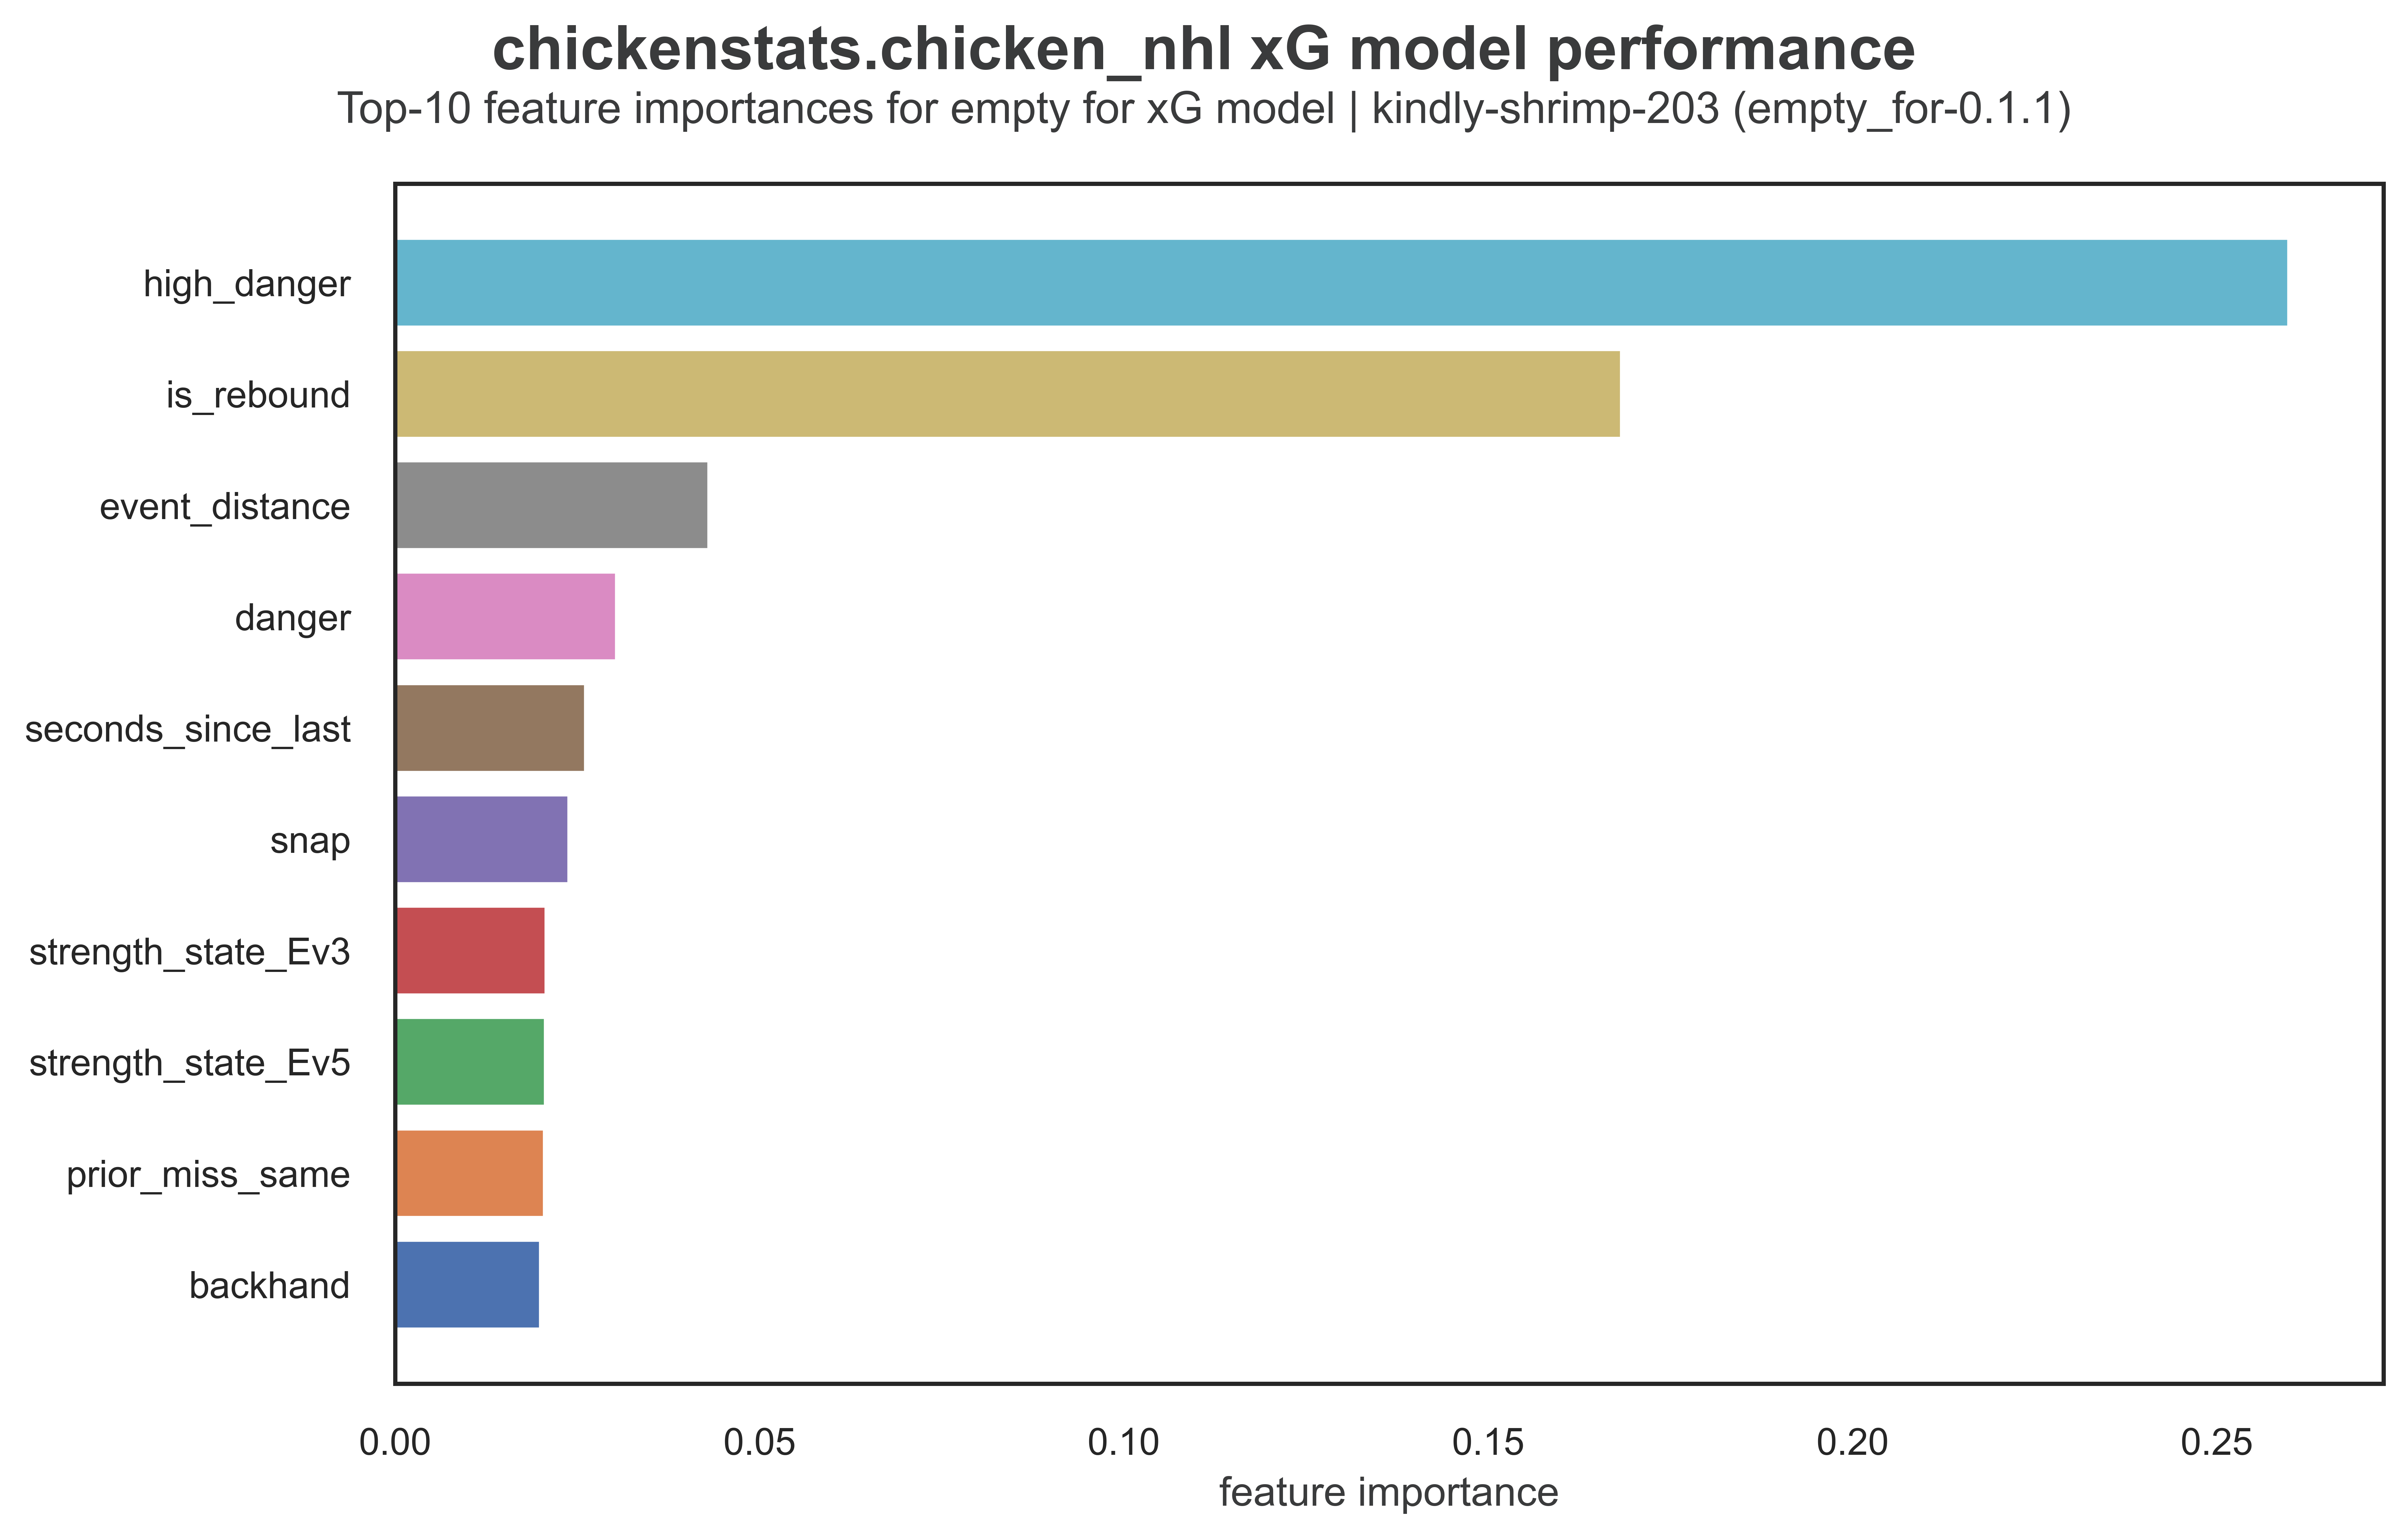 chickenstats.chicken_nhl xG model performance
Top-10 feature importances for empty for xG model | kindly-shrimp-203 (empty_for-0.1.1)
high_danger
is_rebound
event_distance
danger
seconds_since_last
snap
strength_state_Ev3
strength_state_Ev5
prior_miss_same
backhand
0.00 0.05 0.10 0.15 0.20 0.25
feature importance